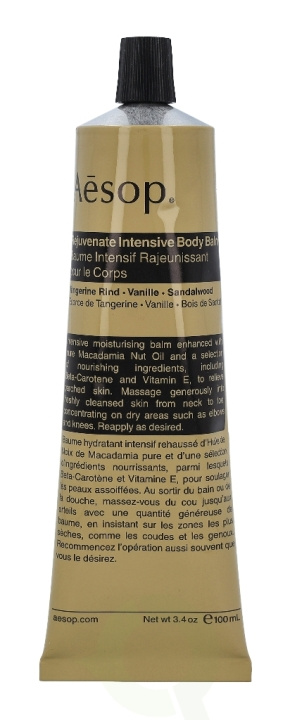 Aēsop.®
Rejuvenate Intensive Body Balm
Baume Intensif Rajeunissant
pour le Corps
Tangerine Rind • Vanille • Sandalwood
Écorce de Tangerine • Vanille • Bois de Santal
Intensive moisturising balm enhanced with
pure Macadamia Nut Oil and a selection
of nourishing ingredients, including
Beta-Carotene and Vitamin E, to relieve
parched skin. Massage generously into
freshly cleansed skin from neck to toe,
concentrating on dry areas such as elbows
and knees. Reapply as desired.
Baume hydratant intensif rehaussé d'Huile de
Noix de Macadamia pure et d'une sélection
d'ingrédients nourrissants, parmi lesquels
Beta-Carotène et Vitamine E, pour soulager
les peaux assoiffées. Au sortir du bain ou de
la douche, massez-vous du cou jusqu'aux
orteils avec une quantité généreuse de
baume, en insistant sur les zones les plus
sèches, comme les coudes et les genoux.
Recommencez l'opération aussi souvent que
vous le désirez.
aesop.com Net wt 3.4 oz ℮ 100 mL